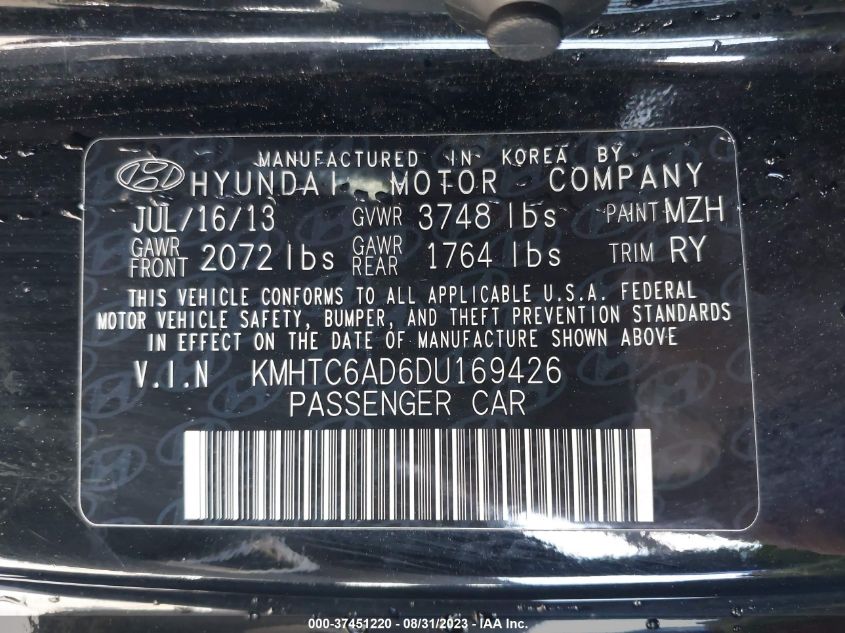 MANUFACTURED IN KOREA BY
HYUNDAI MOTOR COMPANY
JUL/16/13 GVWR 3748 lbs PAINT MZH
GAWR FRONT 2072 lbs GAWR REAR 1764 lbs TRIM RY
THIS VEHICLE CONFORMS TO ALL APPLICABLE U.S.A. FEDERAL
MOTOR VEHICLE SAFETY, BUMPER, AND THEFT PREVENTION STANDARDS
IN EFFECT ON THE DATE OF MANUFACTURE SHOWN ABOVE
V.I.N KMHTC6AD6DU169426
PASSENGER CAR
000-37451220 - 08/31/2023 - IAA Inc.